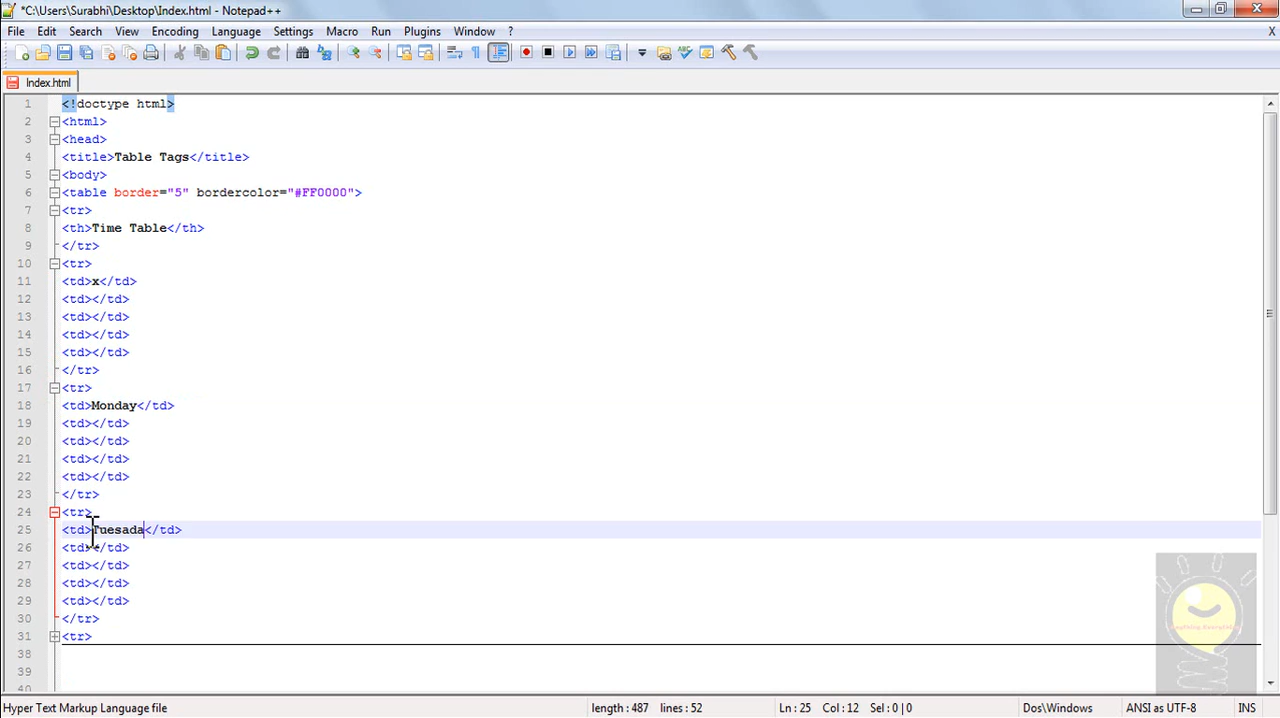 *C:\Users\Surabhi\Desktop\Index.html - Notepad++
File Edit Search View Encoding Language Settings Macro Run Plugins Window ? X
Index.html
1 <!doctype html>
2 <html>
3 <head>
4 <title>Table Tags</title>
5 <body>
6 <table border="5" bordercolor="#FF0000">
7 <tr>
8 <th>Time Table</th>
9 </tr>
10 <tr>
11 <td>x</td>
12 <td></td>
13 <td></td>
14 <td></td>
15 <td></td>
16 </tr>
17 <tr>
18 <td>Monday</td>
19 <td></td>
20 <td></td>
21 <td></td>
22 <td></td>
23 </tr>
24 <tr>
25 <td>Tuesada</td>
26 <td></td>
27 <td></td>
28 <td></td>
29 <td></td>
30 </tr>
31 <tr>
38
39
40
Hyper Text Markup Language file length : 487 lines : 52 Ln : 25 Col : 12 Sel : 0 | 0 Dos\Windows ANSI as UTF-8 INS